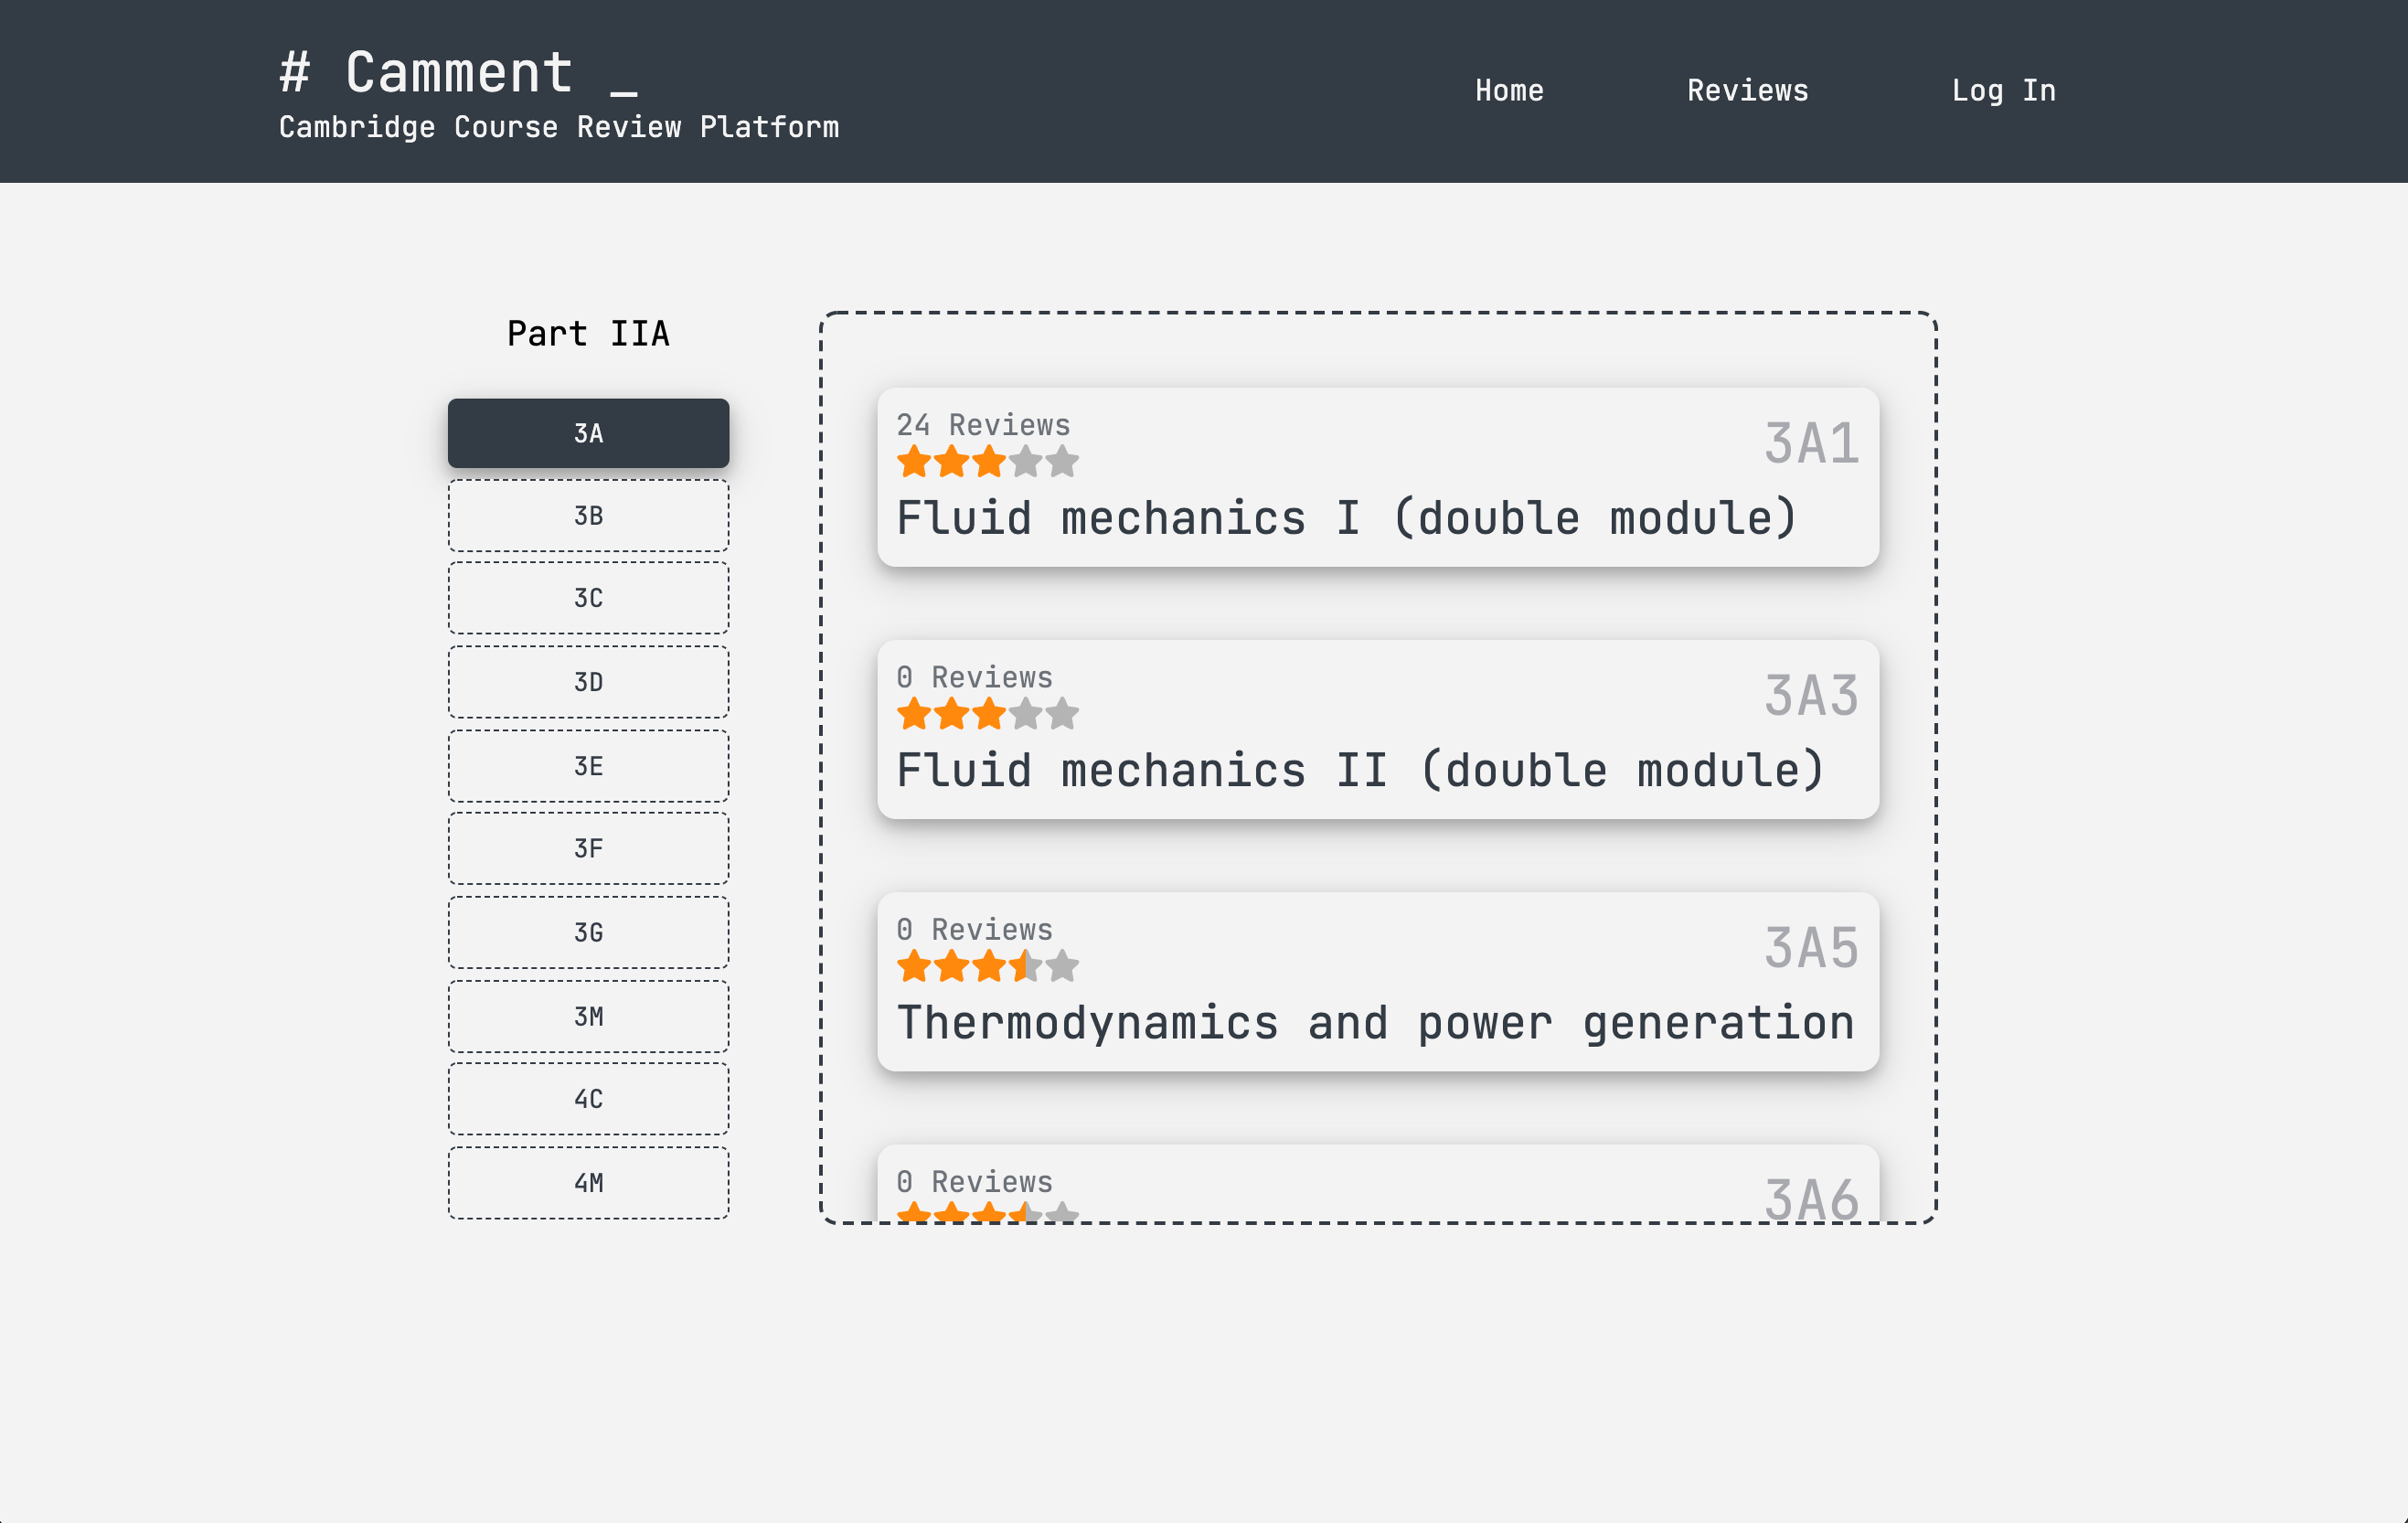 # Camment _
Cambridge Course Review Platform
Home
Reviews
Log In
Part IIA
3A
3B
3C
3D
3E
3F
3G
3M
4C
4M
24 Reviews
3A1
Fluid mechanics I (double module)
0 Reviews
3A3
Fluid mechanics II (double module)
0 Reviews
3A5
Thermodynamics and power generation
0 Reviews
3A6